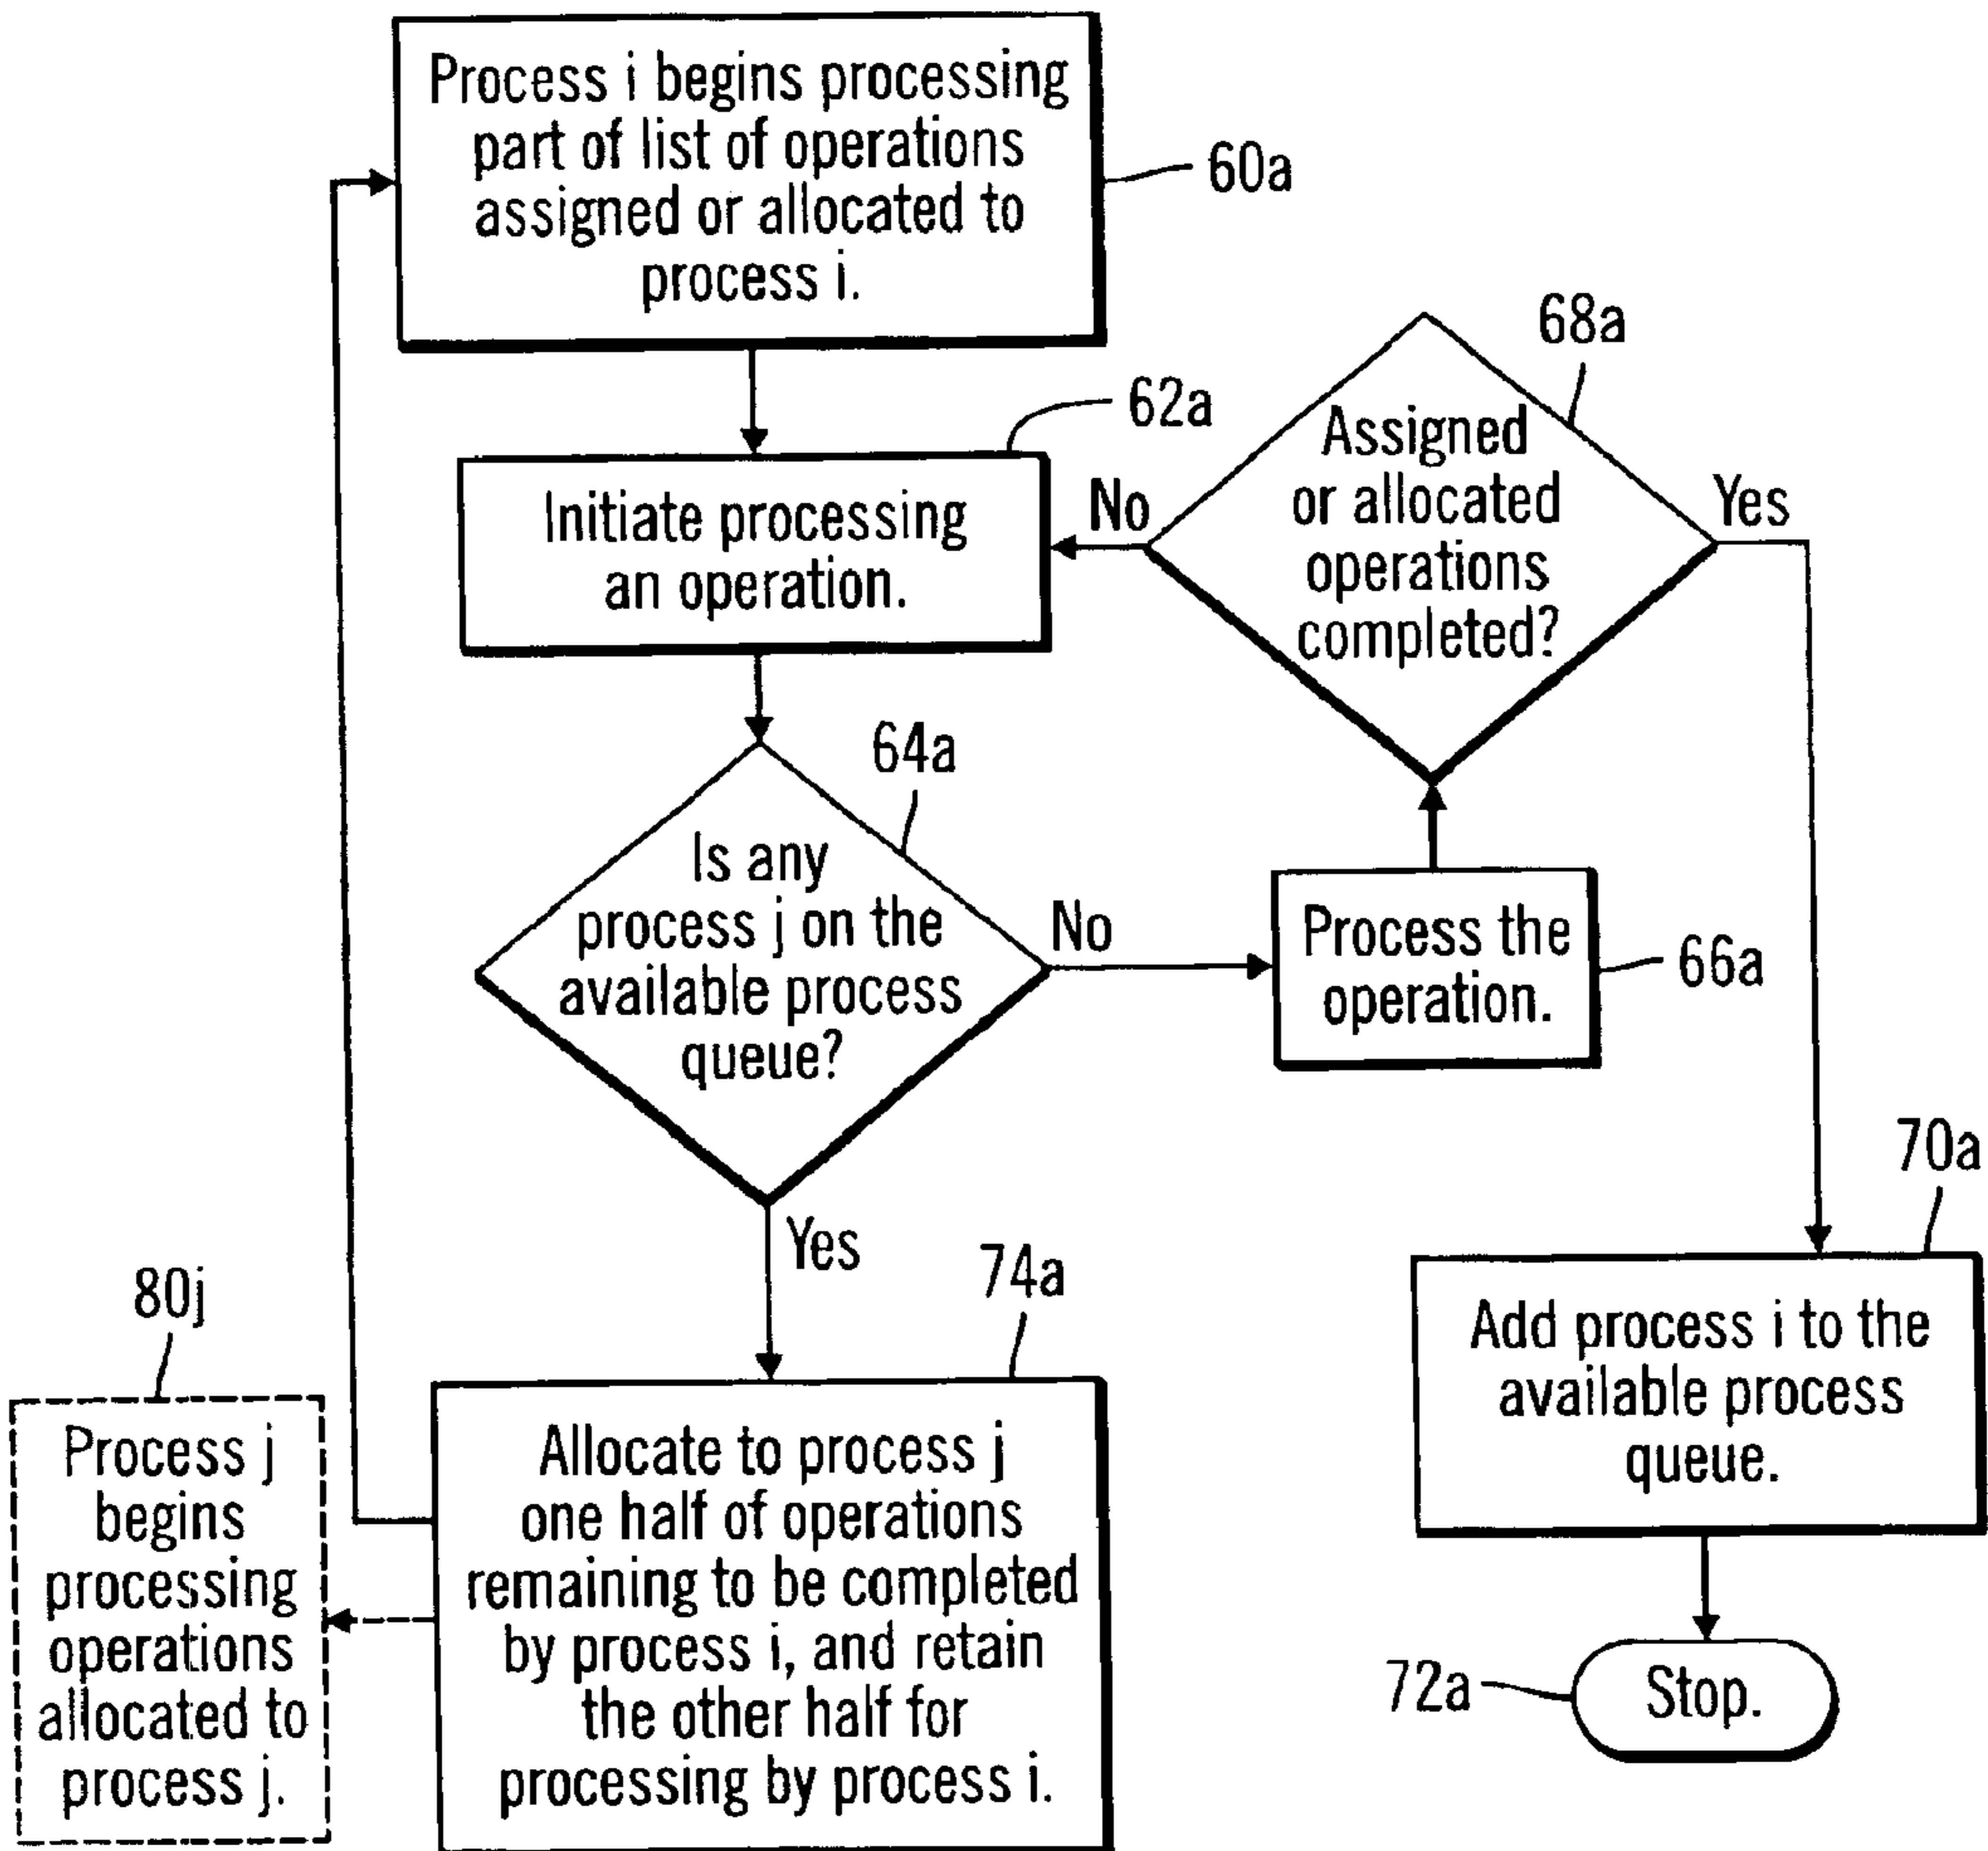 Process i begins processing
part of list of operations
assigned or allocated to
process i.
60a
62a
Initiate processing
an operation.
68a
Assigned
or allocated
operations
completed?
No
Yes
64a
Is any
process j on the
available process
queue?
No
Yes
Process the
operation.
66a
70a
Add process i to the
available process
queue.
72a
Stop.
74a
Allocate to process j
one half of operations
remaining to be completed
by process i, and retain
the other half for
processing by process i.
80j
Process j
begins
processing
operations
allocated to
process j.